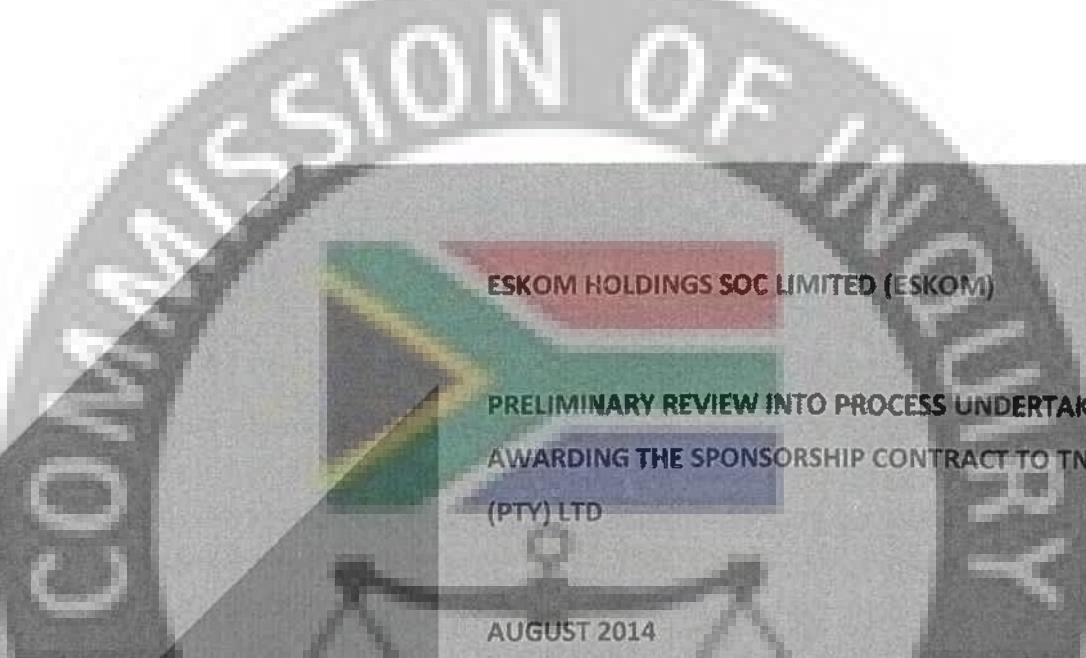 COMMISSION OF INQUIRY
ESKOM HOLDINGS SOC LIMITED (ESKOM)
PRELIMINARY REVIEW INTO PROCESS UNDERTAK
AWARDING THE SPONSORSHIP CONTRACT TO TN
(PTY) LTD
AUGUST 2014